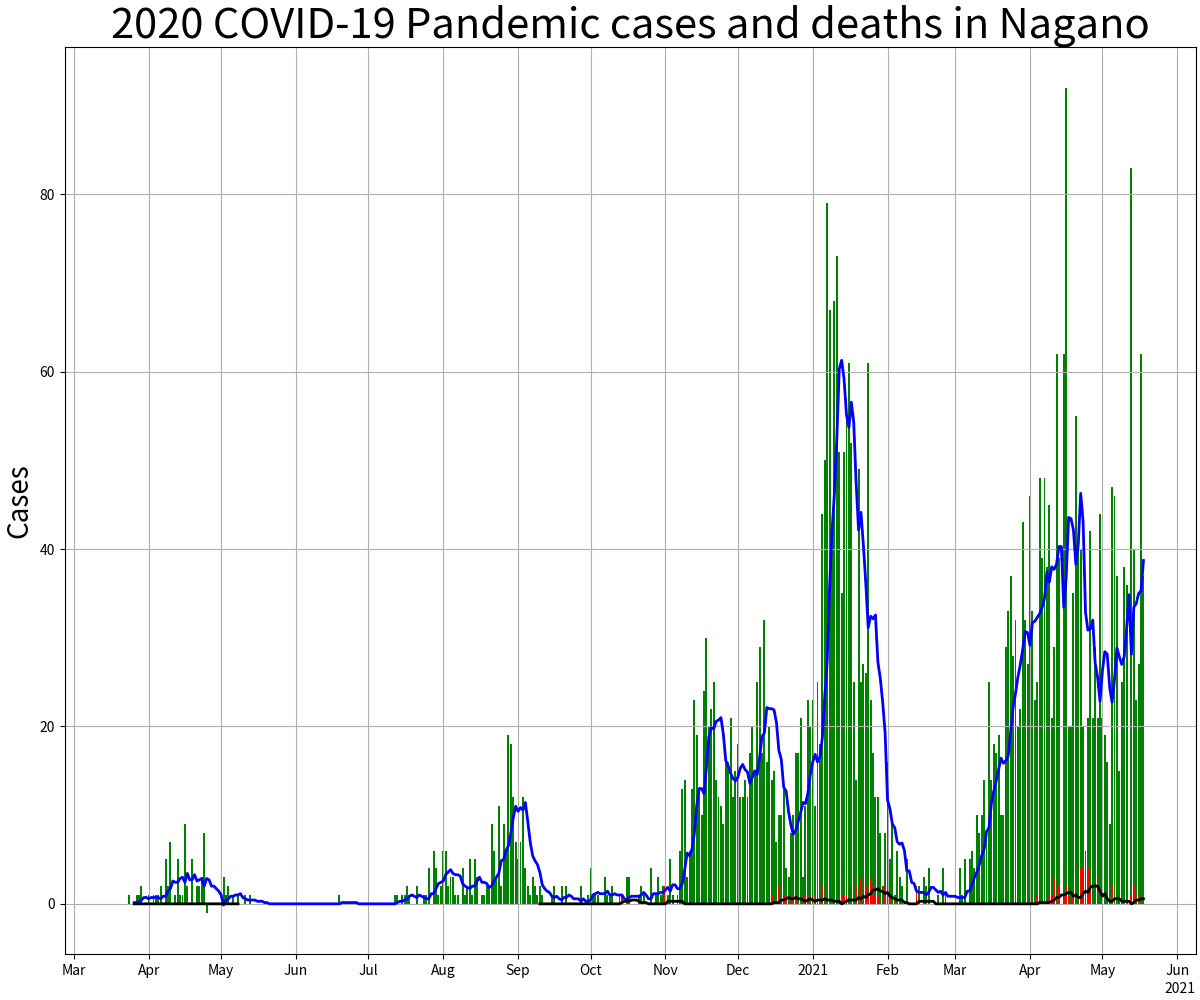 2020 COVID-19 Pandemic cases and deaths in Nagano
Cases
80
60
40
20
0
Mar Apr May Jun Jul Aug Sep Oct Nov Dec 2021 Feb Mar Apr May Jun
2021